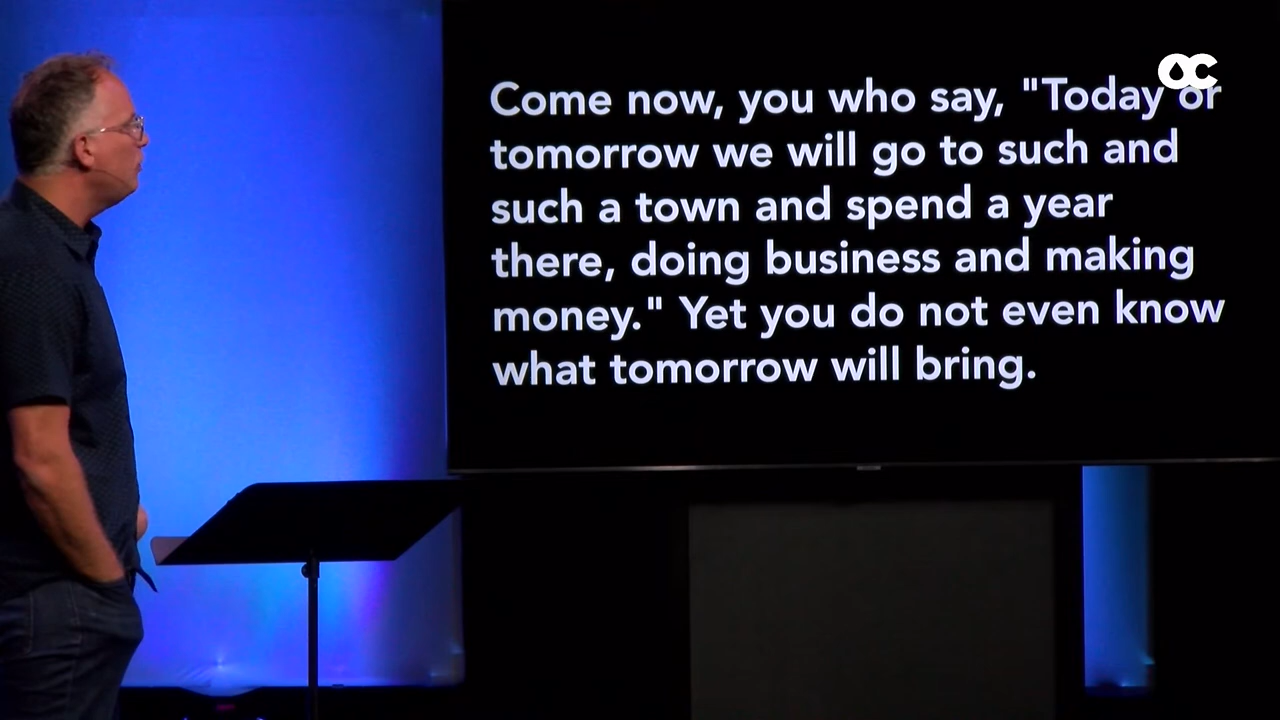 OC
Come now, you who say, "Today or
tomorrow we will go to such and
such a town and spend a year
there, doing business and making
money." Yet you do not even know
what tomorrow will bring.